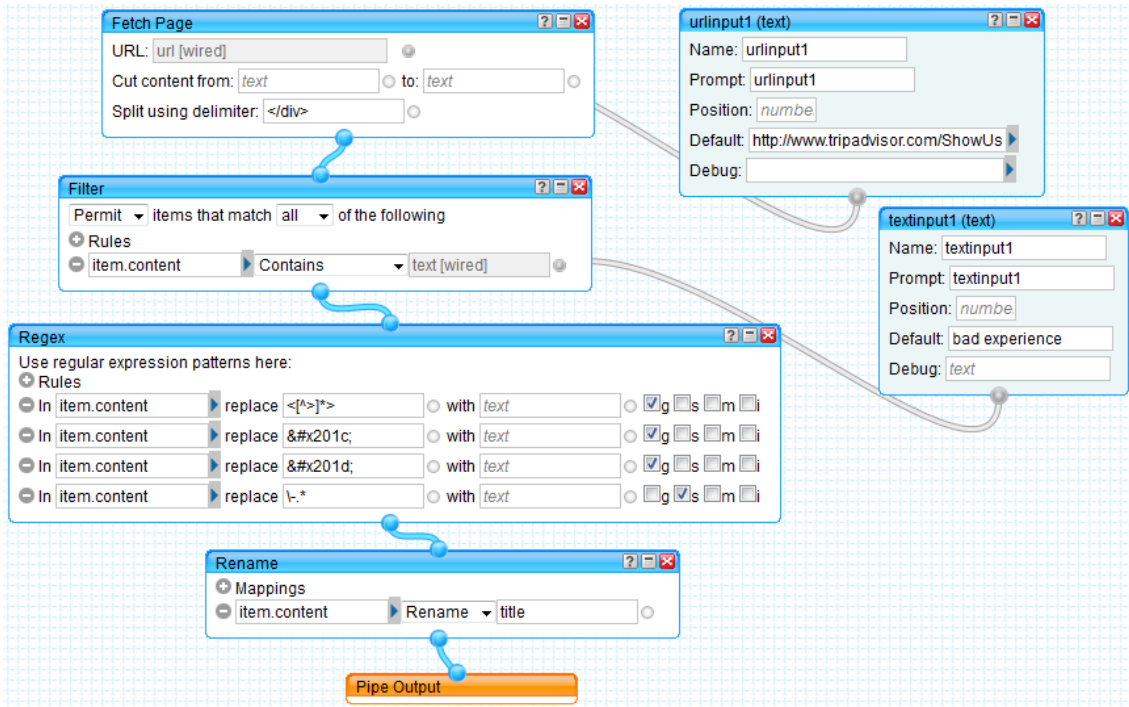 Fetch Page
URL: url [wired]
Cut content from: text to: text
Split using delimiter: </div>
urlinput1 (text)
Name: urlinput1
Prompt: urlinput1
Position: numbe
Default: http://www.tripadvisor.com/ShowUs
Debug:
Filter
Permit items that match all of the following
Rules
item.content Contains text [wired]
textinput1 (text)
Name: textinput1
Prompt: textinput1
Position: numbe
Default: bad experience
Debug: text
Regex
Use regular expression patterns here:
Rules
In item.content replace <[^>]*> with text g s m i
In item.content replace &#x201c; with text g s m i
In item.content replace &#x201d; with text g s m i
In item.content replace \-.* with text g s m i
Rename
Mappings
item.content Rename title
Pipe Output